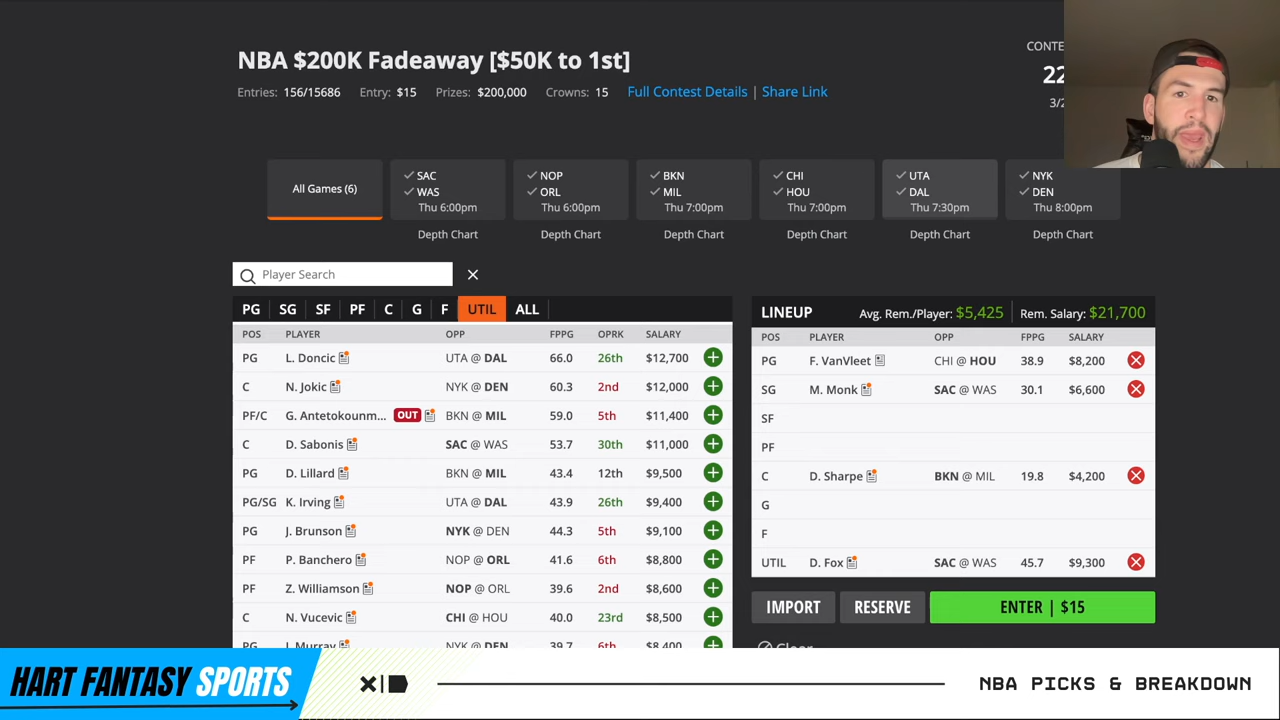 NBA $200K Fadeaway [$50K to 1st]
CONTE
Entries: 156/15686 Entry: $15 Prizes: $200,000 Crowns: 15 Full Contest Details | Share Link
22
3/2
All Games (6)
SAC
WAS
Thu 6:00pm
Depth Chart
NOP
ORL
Thu 6:00pm
Depth Chart
BKN
MIL
Thu 7:00pm
Depth Chart
CHI
HOU
Thu 7:00pm
Depth Chart
UTA
DAL
Thu 7:30pm
Depth Chart
NYK
DEN
Thu 8:00pm
Depth Chart
Player Search
PG SG SF PF C G F UTIL ALL
POS PLAYER OPP FPPG OPRK SALARY
PG L. Doncic UTA @ DAL 66.0 26th $12,700
C N. Jokic NYK @ DEN 60.3 2nd $12,000
PF/C G. Antetokounm... OUT BKN @ MIL 59.0 5th $11,400
C D. Sabonis SAC @ WAS 53.7 30th $11,000
PG D. Lillard BKN @ MIL 43.4 12th $9,500
PG/SG K. Irving UTA @ DAL 43.9 26th $9,400
PG J. Brunson NYK @ DEN 44.3 5th $9,100
PF P. Banchero NOP @ ORL 41.6 6th $8,800
PF Z. Williamson NOP @ ORL 39.6 2nd $8,600
C N. Vucevic CHI @ HOU 40.0 23rd $8,500
PG J. Murray NYK @ DEN 39.7 6th $8,400
LINEUP Avg. Rem./Player: $5,425 Rem. Salary: $21,700
POS PLAYER OPP FPPG SALARY
PG F. VanVleet CHI @ HOU 38.9 $8,200
SG M. Monk SAC @ WAS 30.1 $6,600
SF
PF
C D. Sharpe BKN @ MIL 19.8 $4,200
G
F
UTIL D. Fox SAC @ WAS 45.7 $9,300
IMPORT RESERVE ENTER | $15
Clear
HART FANTASY SPORTS
NBA PICKS & BREAKDOWN